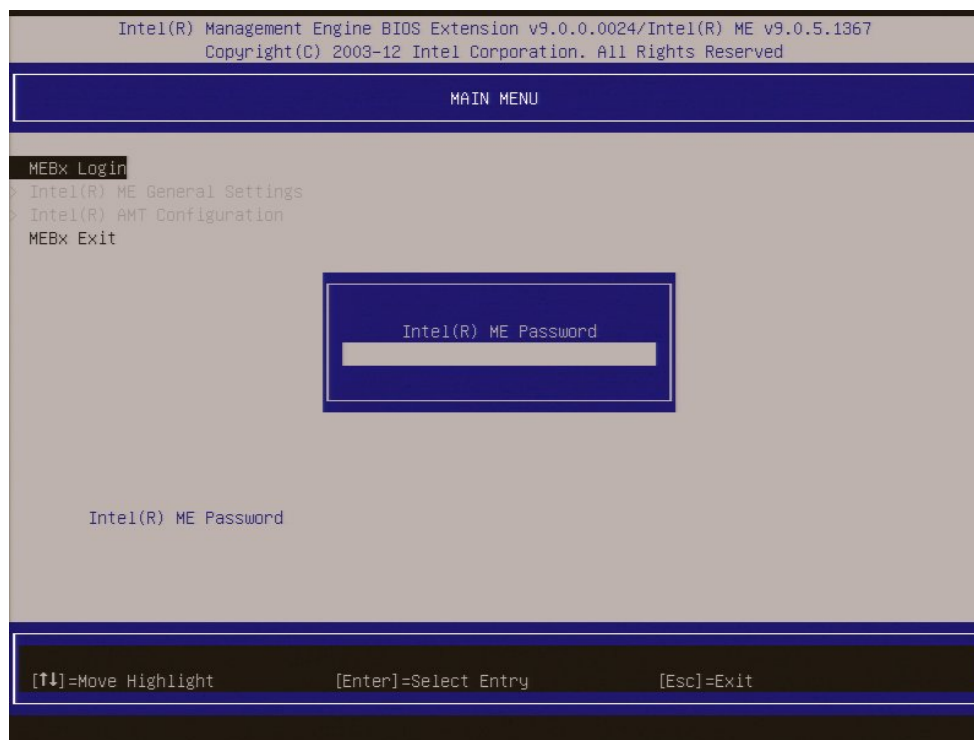 Intel(R) Management Engine BIOS Extension v9.0.0.0024/Intel(R) ME v9.0.5.1367
Copyright(C) 2003-12 Intel Corporation. All Rights Reserved
MAIN MENU
MEBx Login
> Intel(R) ME General Settings
> Intel(R) AMT Configuration
MEBx Exit
Intel(R) ME Password
Intel(R) ME Password
[↑↓]=Move Highlight [Enter]=Select Entry [Esc]=Exit